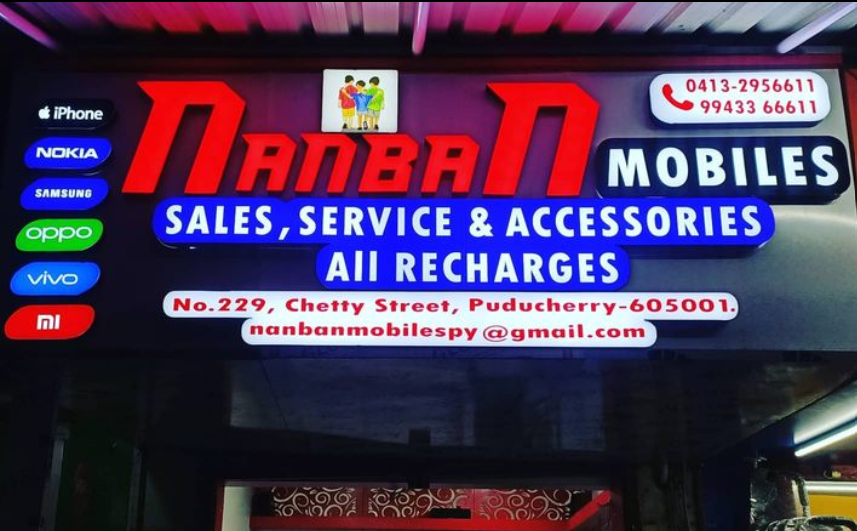 iPhone
NOKIA
SAMSUNG
oppo
vivo
mi
NANBAN
MOBILES
0413-2956611
99433 66611
SALES, SERVICE & ACCESSORIES
All RECHARGES
No.229, Chetty Street, Puducherry-605001.
nanbanmobilespy@gmail.com